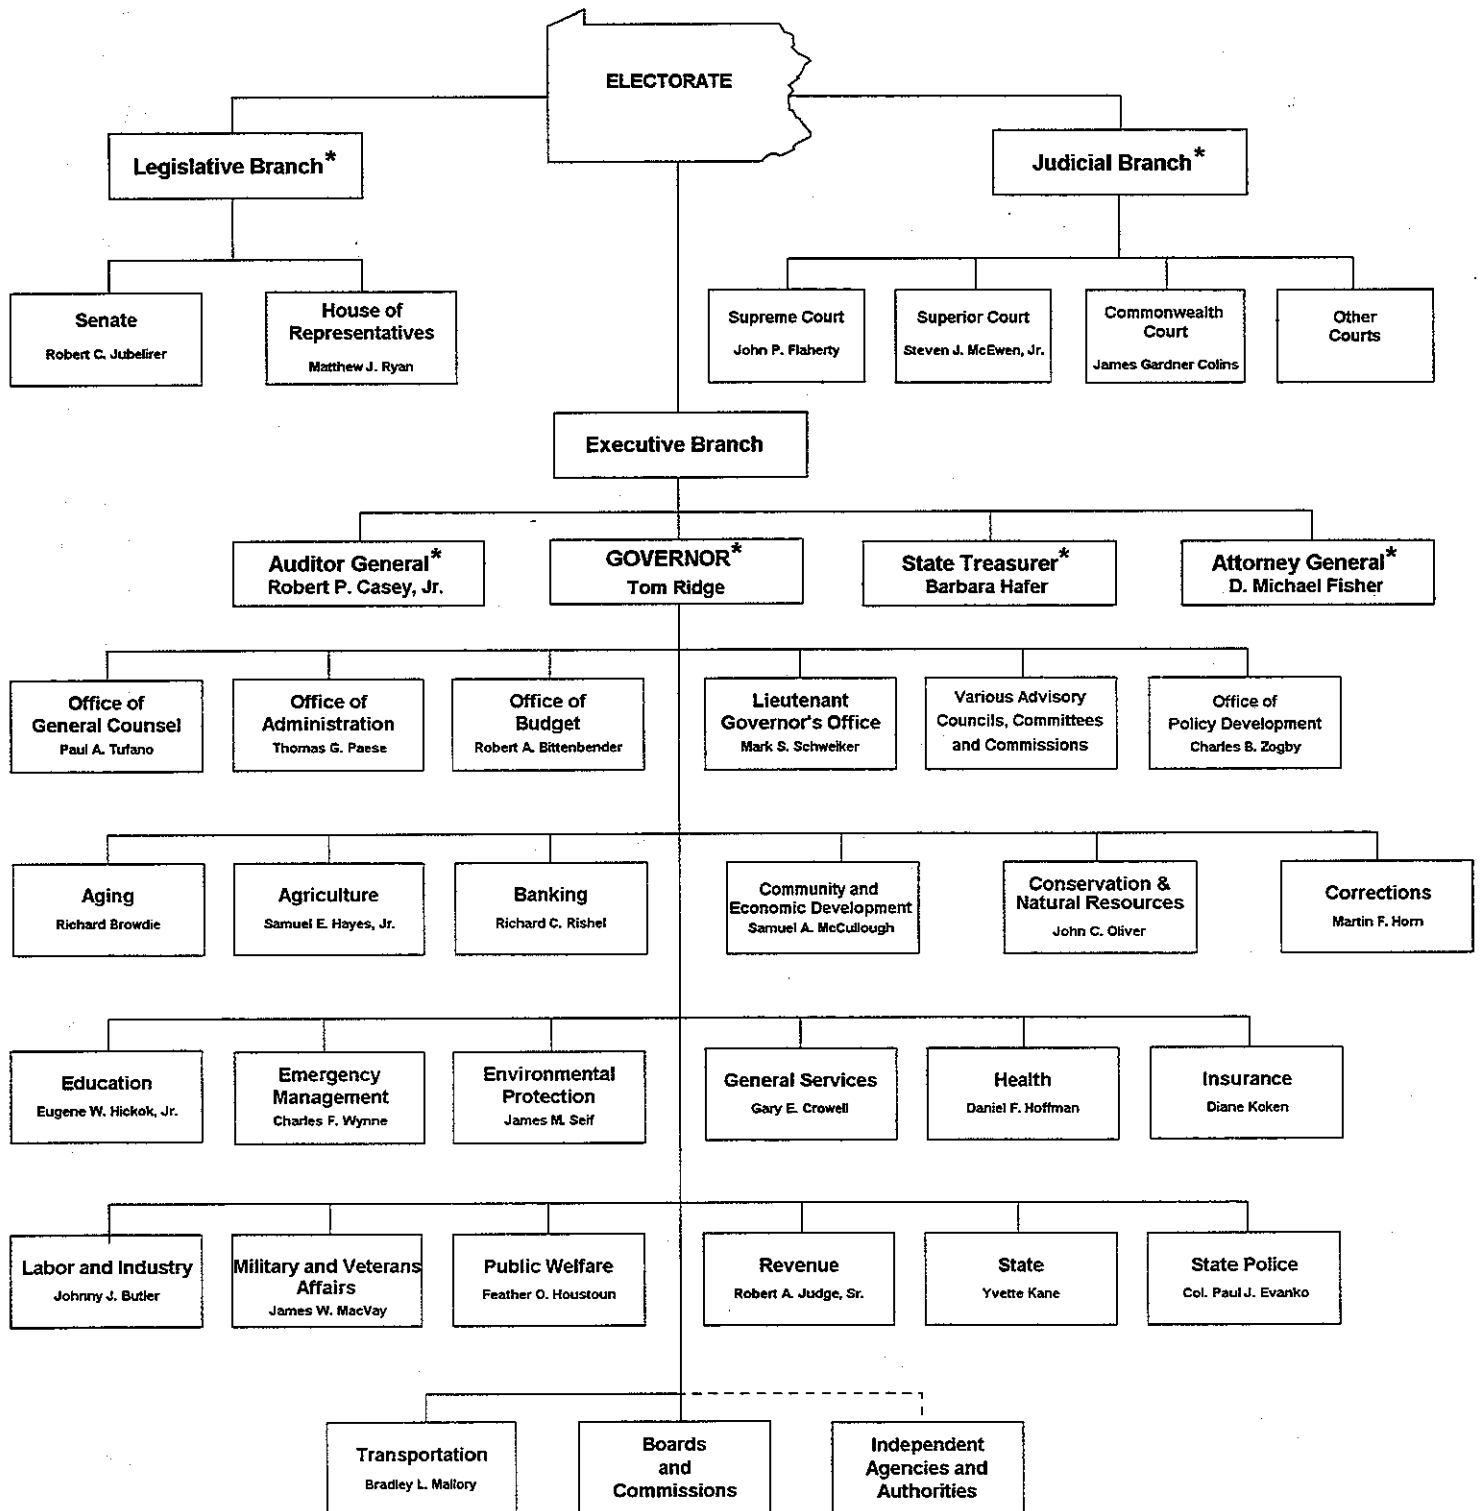 ELECTORATE
Legislative Branch*
Judicial Branch*
Senate
Robert C. Jubelirer
House of
Representatives
Matthew J. Ryan
Supreme Court
John P. Flaherty
Superior Court
Steven J. McEwen, Jr.
Commonwealth
Court
James Gardner Colins
Other
Courts
Executive Branch
Auditor General*
Robert P. Casey, Jr.
GOVERNOR*
Tom Ridge
State Treasurer*
Barbara Hafer
Attorney General*
D. Michael Fisher
Office of
General Counsel
Paul A. Tufano
Office of
Administration
Thomas G. Paese
Office of
Budget
Robert A. Bittenbender
Lieutenant
Governor's Office
Mark S. Schweiker
Various Advisory
Councils, Committees
and Commissions
Office of
Policy Development
Charles B. Zogby
Aging
Richard Browdie
Agriculture
Samuel E. Hayes, Jr.
Banking
Richard C. Rishel
Community and
Economic Development
Samuel A. McCullough
Conservation &
Natural Resources
John C. Oliver
Corrections
Martin F. Horn
Education
Eugene W. Hickok, Jr.
Emergency
Management
Charles F. Wynne
Environmental
Protection
James M. Seif
General Services
Gary E. Crowell
Health
Daniel F. Hoffman
Insurance
Diane Koken
Labor and Industry
Johnny J. Butler
Military and Veterans
Affairs
James W. MacVay
Public Welfare
Feather O. Houstoun
Revenue
Robert A. Judge, Sr.
State
Yvette Kane
State Police
Col. Paul J. Evanko
Transportation
Bradley L. Mallory
Boards
and
Commissions
Independent
Agencies and
Authorities